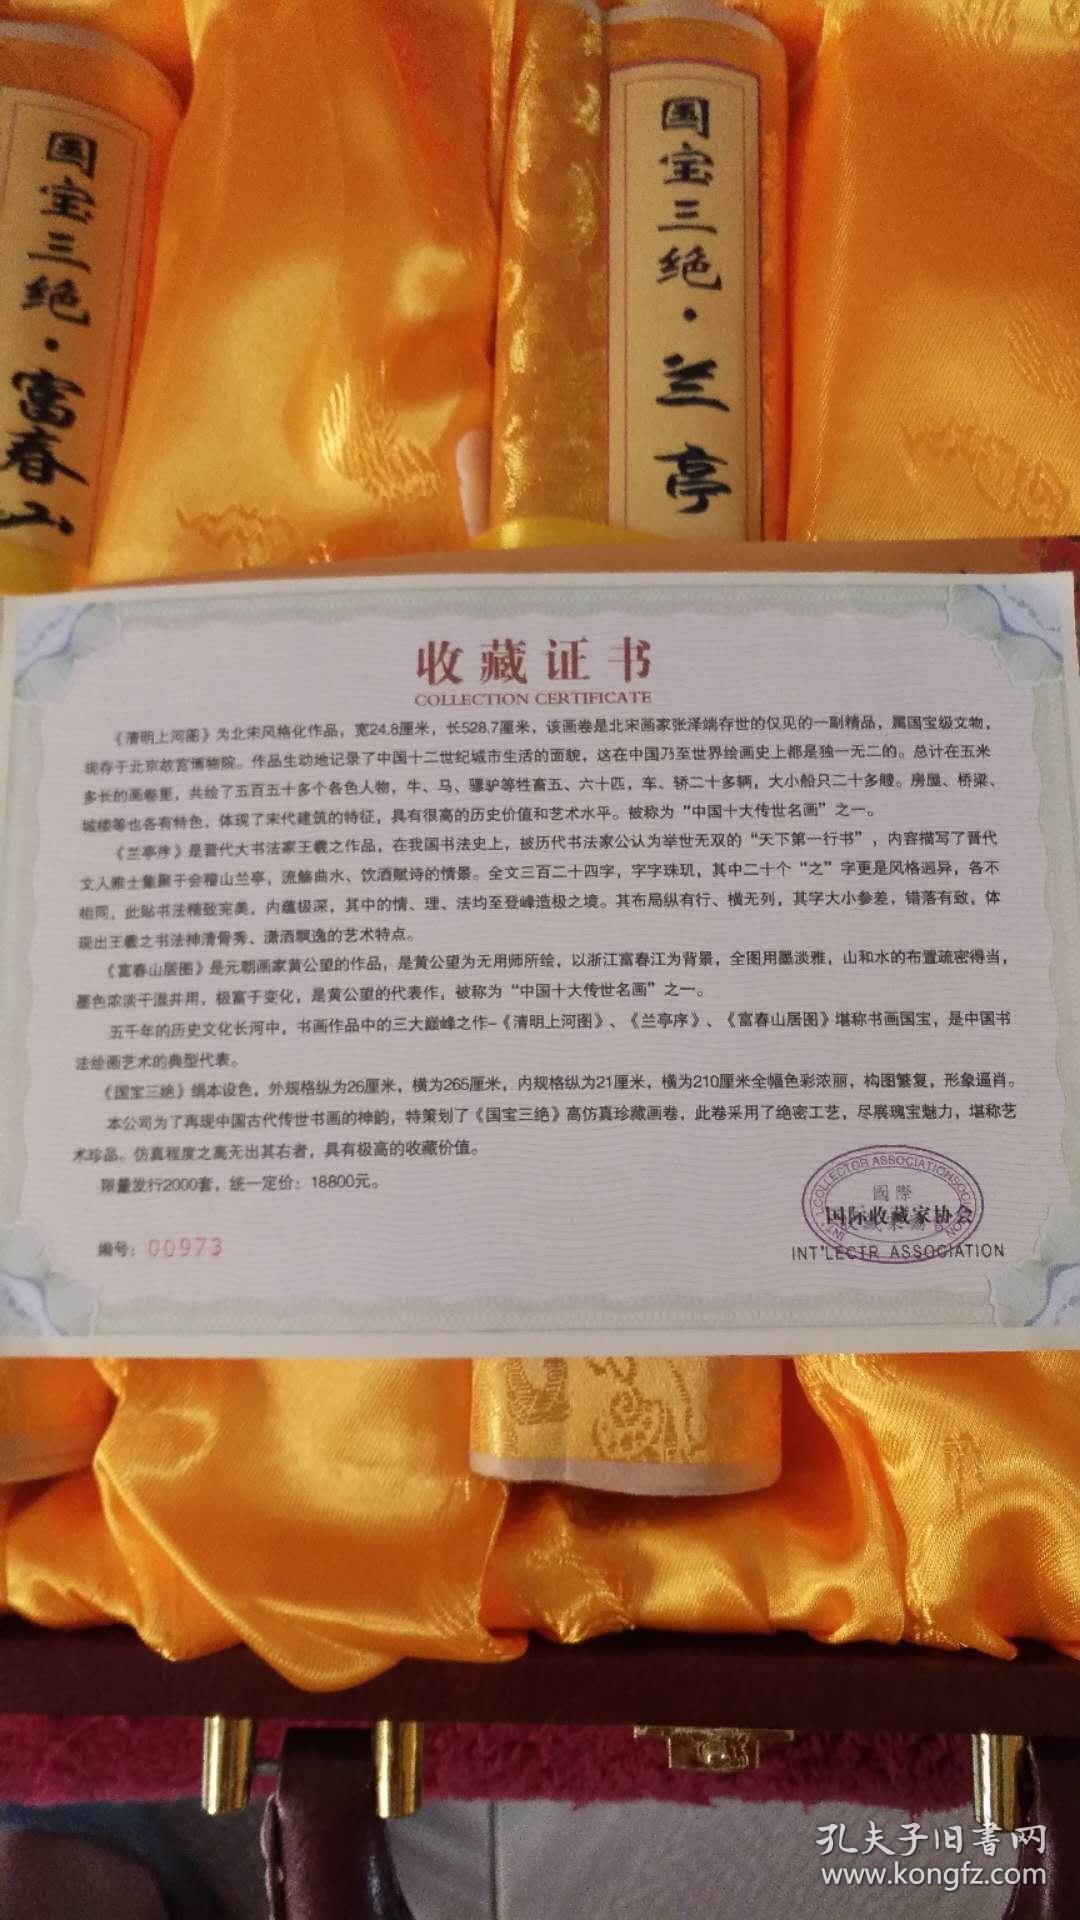 国宝三绝·富春山
国宝三绝·兰亭
收藏证书
COLLECTION CERTIFICATE
《清明上河图》为北宋风格化作品，宽24.8厘米，长528.7厘米，该画卷是北宋画家张泽端存世的仅见的一副精品，属国宝级文物，
现存于北京故宫博物院。作品生动地记录了中国十二世纪城市生活的面貌，这在中国乃至世界绘画史上都是独一无二的。总计在五米
多长的画卷里，共绘了五百五十多个各色人物，牛、马、骡驴等牲畜五、六十匹，车、轿二十多辆，大小船只二十多艘。房屋、桥梁、
城楼等也各有特色，体现了宋代建筑的特征，具有很高的历史价值和艺术水平。被称为“中国十大传世名画”之一。
《兰亭序》是晋代大书法家王羲之作品，在我国书法史上，被历代书法家公认为举世无双的“天下第一行书”，内容描写了晋代
文人雅士集聚于会稽山兰亭，流觞曲水、饮酒赋诗的情景。全文三百二十四字，字字珠玑，其中二十个“之”字更是风格迥异，各不
相同，此贴书法精致完美，内蕴极深，其中的情、理、法均至登峰造极之境。其布局纵有行、横无列，其字大小参差，错落有致，体
现出王羲之书法神清骨秀、潇洒飘逸的艺术特点。
《富春山居图》是元朝画家黄公望的作品，是黄公望为无用师所绘，以浙江富春江为背景，全图用墨淡雅，山和水的布置疏密得当，
墨色浓淡干湿并用，极富于变化，是黄公望的代表作，被称为“中国十大传世名画”之一。
五千年的历史文化长河中，书画作品中的三大巅峰之作-《清明上河图》、《兰亭序》、《富春山居图》堪称书画国宝，是中国书
法绘画艺术的典型代表。
《国宝三绝》绢本设色，外规格纵为26厘米，横为265厘米，内规格纵为21厘米，横为210厘米全幅色彩浓丽，构图繁复，形象逼肖。
本公司为了再现中国古代传世书画的神韵，特策划了《国宝三绝》高仿真珍藏画卷，此卷采用了绝密工艺，尽展瑰宝魅力，堪称艺
术珍品。仿真程度之高无出其右者，具有极高的收藏价值。
限量发行2000套，统一定价：18800元。
國際
国际收藏家协会
INT'LECTR ASSOCIATION
编号：00973
孔夫子旧書网
www.kongfz.com